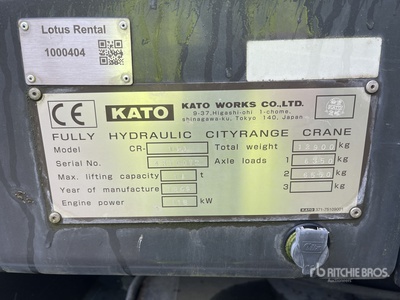 Lotus Rental
1000404
CE KATO KATO WORKS CO.,LTD.
9-37,Higashi-ohi 1-chome,
shinagawa-ku, Tokyo 140, Japan
FULLY HYDRAULIC CITYRANGE CRANE
Model CR- Total weight kg
Serial No. Axle loads 1 kg
Max. lifting capacity t 2 kg
Year of manufacture 3 kg
Engine power kW
KATO
rb
Ritchie Bros.